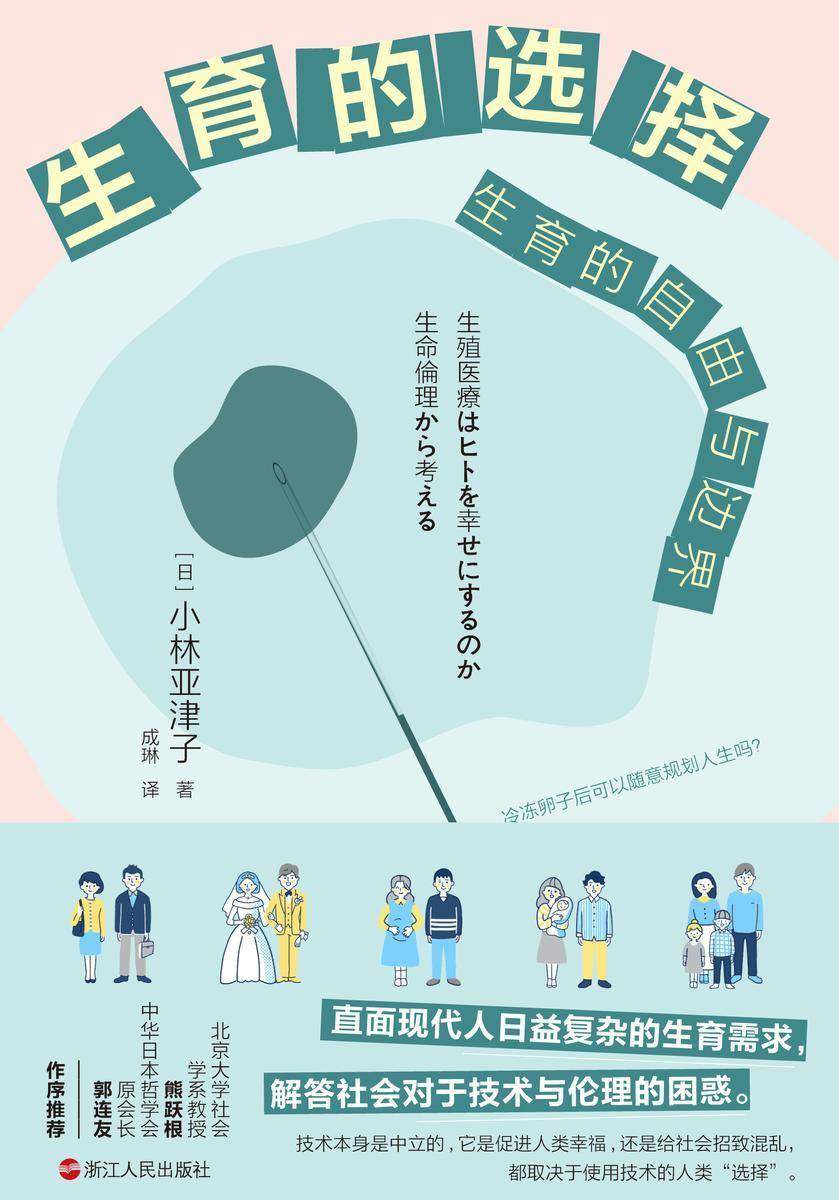 生育的选择
生育的自由与边界
生殖医療はヒトを幸せにするのか
生命倫理から考える
［日］小林亚津子 著
成琳 译
冷冻卵子后可以随意规划人生吗？
直面现代人日益复杂的生育需求，
解答社会对于技术与伦理的困惑。
技术本身是中立的，它是促进人类幸福，还是给社会招致混乱，
都取决于使用技术的人类“选择”。
北京大学社会
学系教授
熊跃根
中华日本哲学会
原会长
郭连友
作序推荐
浙江人民出版社